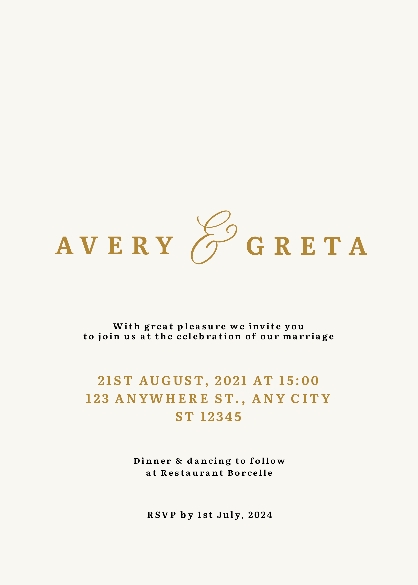 AVERY & GRETA
With great pleasure we invite you
to join us at the celebration of our marriage
21ST AUGUST, 2021 AT 15:00
123 ANYWHERE ST., ANY CITY
ST 12345
Dinner & dancing to follow
at Restaurant Borcelle
RSVP by 1st July, 2024